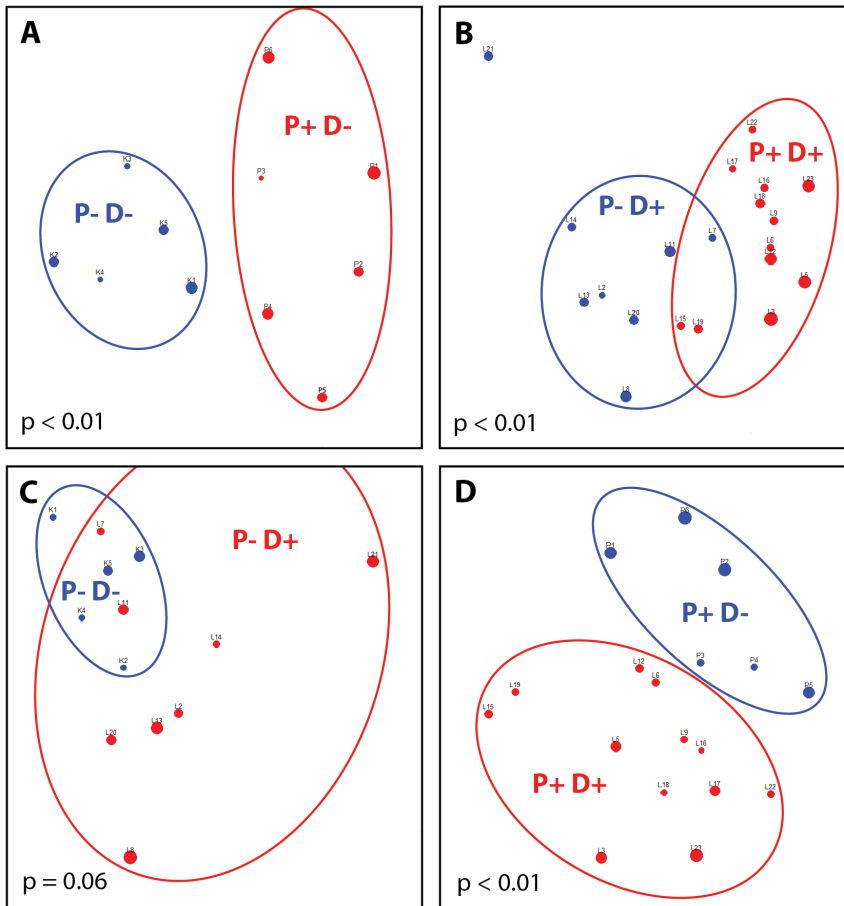 A
P6
P+ D-
K3
P3
P1
P- D-
K5
K2
P2
K4
K1
P4
P5
p < 0.01
B
L21
L22
P+ D+
L17
L16
L23
P- D+
L18
L14
L9
L7
L11
L6
L12
L5
L2
L13
L20
L3
L15
L19
L8
p < 0.01
C
K1
L7
P- D+
K3
L21
K5
P- D-
L11
K4
L14
K2
L2
L13
L20
L8
p = 0.06
D
P6
P1
P2
P+ D-
P3
P4
L12
L6
P5
L19
L15
L9
L5
L16
P+ D+
L18
L17
L22
L3
L23
p < 0.01